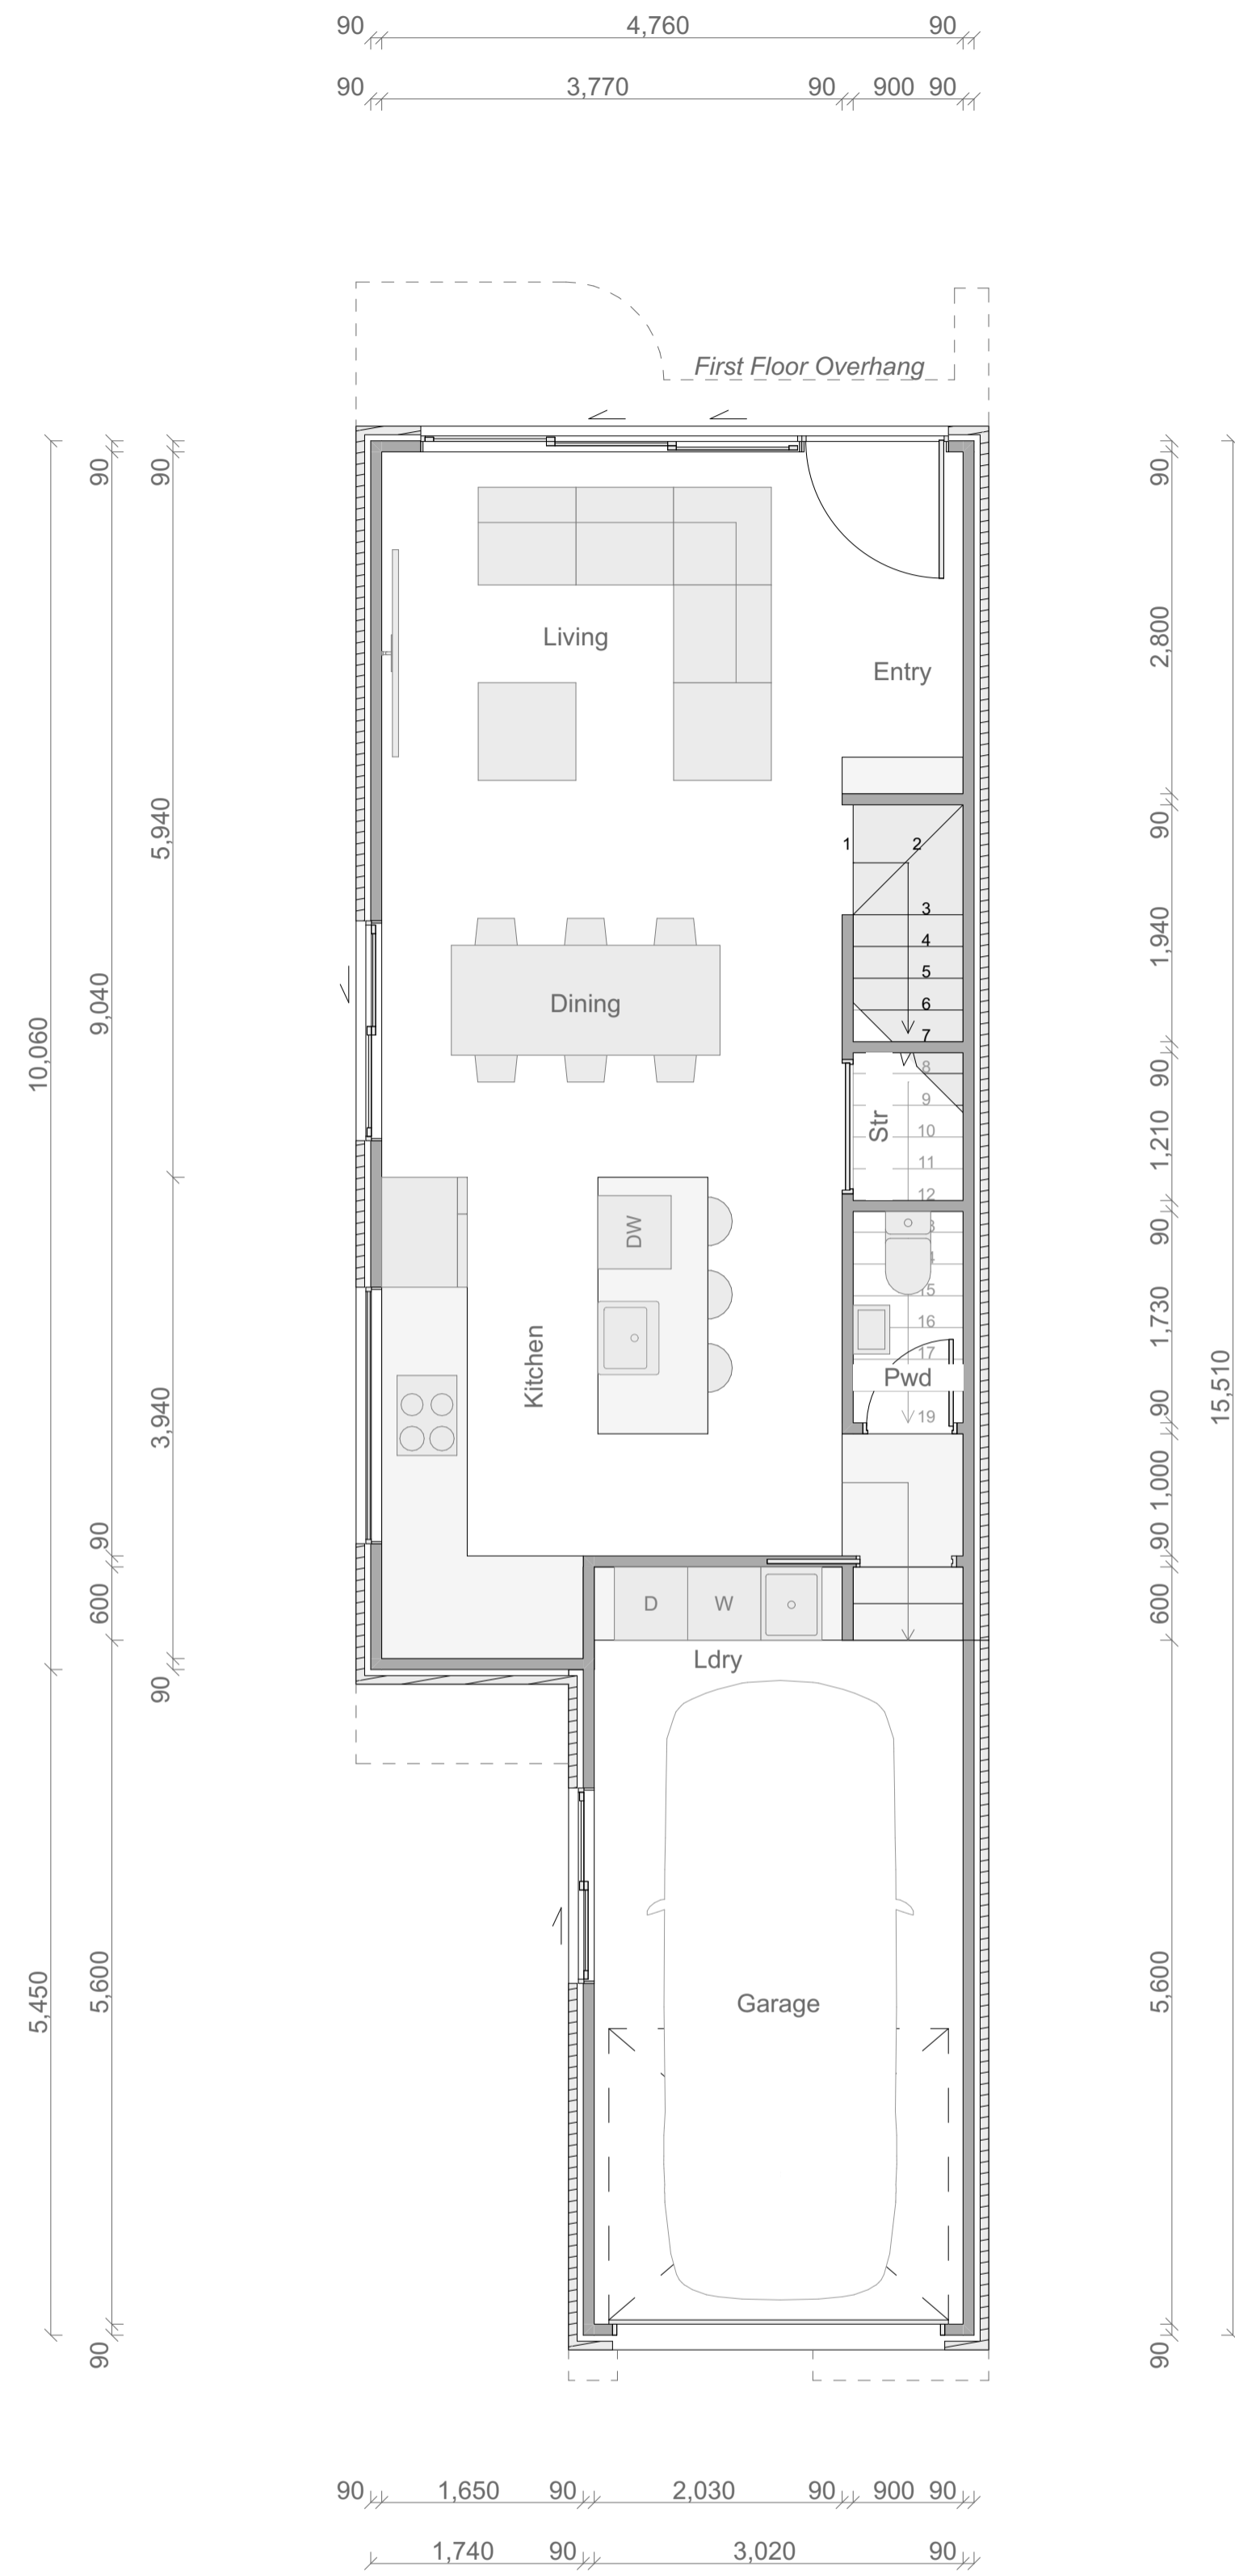 90 4,760 90
90 3,770 90 900 90
First Floor Overhang
90 90 90
Living
2,800
Entry
5,940 90
1 2
3
4 1,940
5
Dining 6
9,040
7
10,060 8 90
9
Str 10 1,210
11
12
DW 90
15
16 1,730
Kitchen 17
Pwd
15,510
3,940 19 90
1,000
90 90
D W
600 600
Ldry
90
5,450 5,600 Garage 5,600
90 90
90 1,650 90 2,030 90 900 90
1,740 90 3,020 90